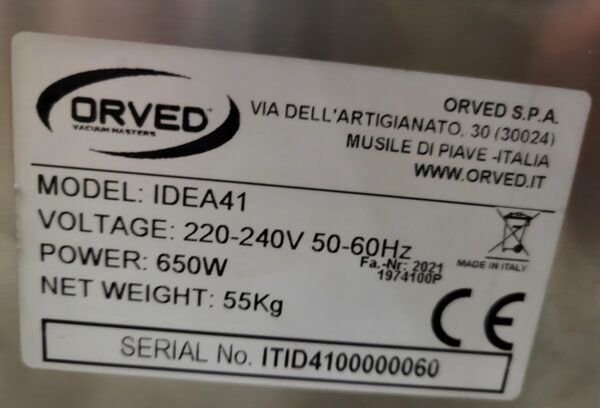 ORVED
VACUUM MASTERS
ORVED S.P.A.
VIA DELL'ARTIGIANATO, 30 (30024)
MUSILE DI PIAVE -ITALIA
WWW.ORVED.IT
MODEL: IDEA41
VOLTAGE: 220-240V 50-60Hz
POWER: 650W
Fa.-Nr: 2021
1974100P
MADE IN ITALY
NET WEIGHT: 55Kg
CE
SERIAL No. ITID4100000060